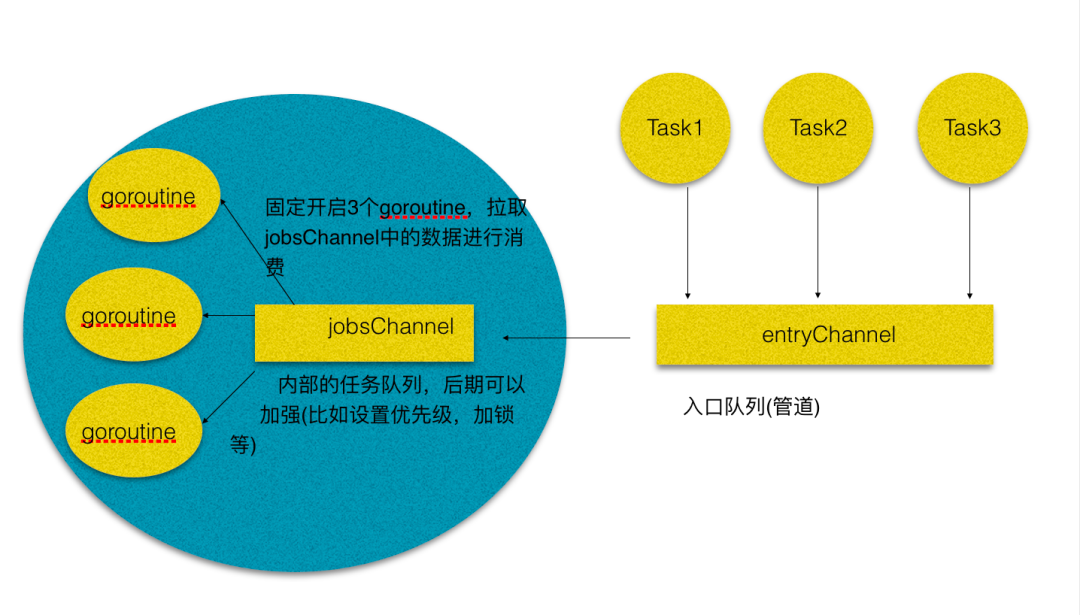 Task1
Task2
Task3
goroutine
固定开启3个goroutine，拉取
jobsChannel中的数据进行消
费
goroutine
jobsChannel
entryChannel
内部的任务队列，后期可以
加强(比如设置优先级，加锁
等)
goroutine
入口队列(管道)